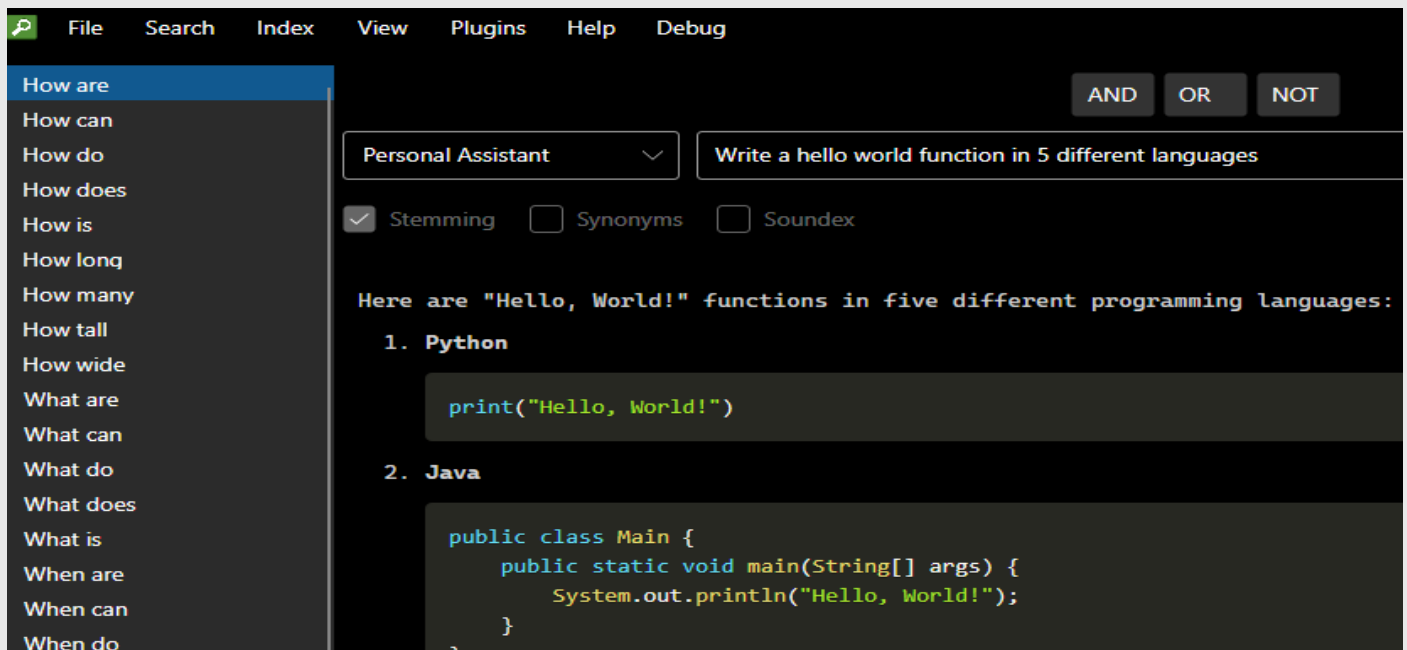 File Search Index View Plugins Help Debug
How are
How can
How do
How does
How is
How long
How many
How tall
How wide
What are
What can
What do
What does
What is
When are
When can
When do
AND OR NOT
Personal Assistant
Write a hello world function in 5 different languages
Stemming Synonyms Soundex
Here are "Hello, World!" functions in five different programming languages:
1. Python
print("Hello, World!")
2. Java
public class Main {
    public static void main(String[] args) {
        System.out.println("Hello, World!");
    }
}